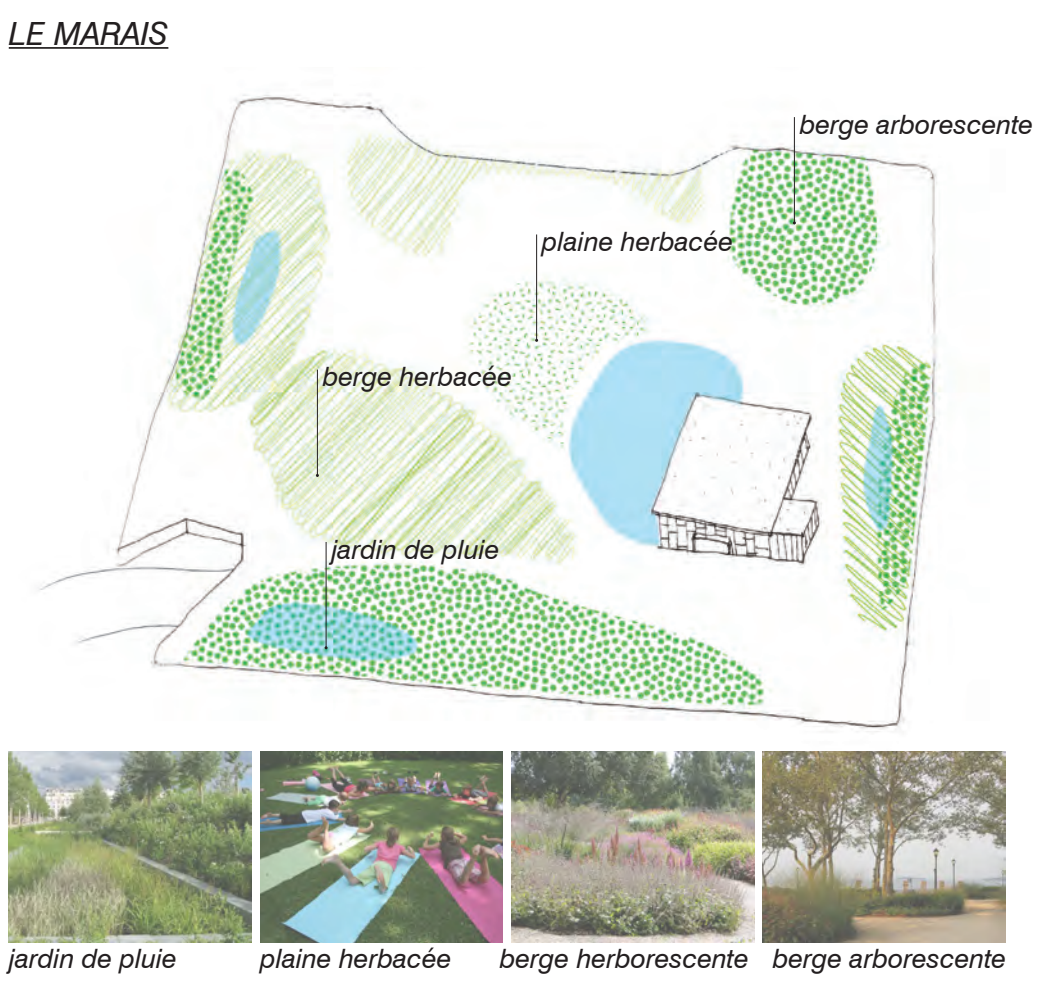 LE MARAIS
berge arborescente
plaine herbacée
berge herbacée
jardin de pluie
jardin de pluie
plaine herbacée
berge herborescente
berge arborescente